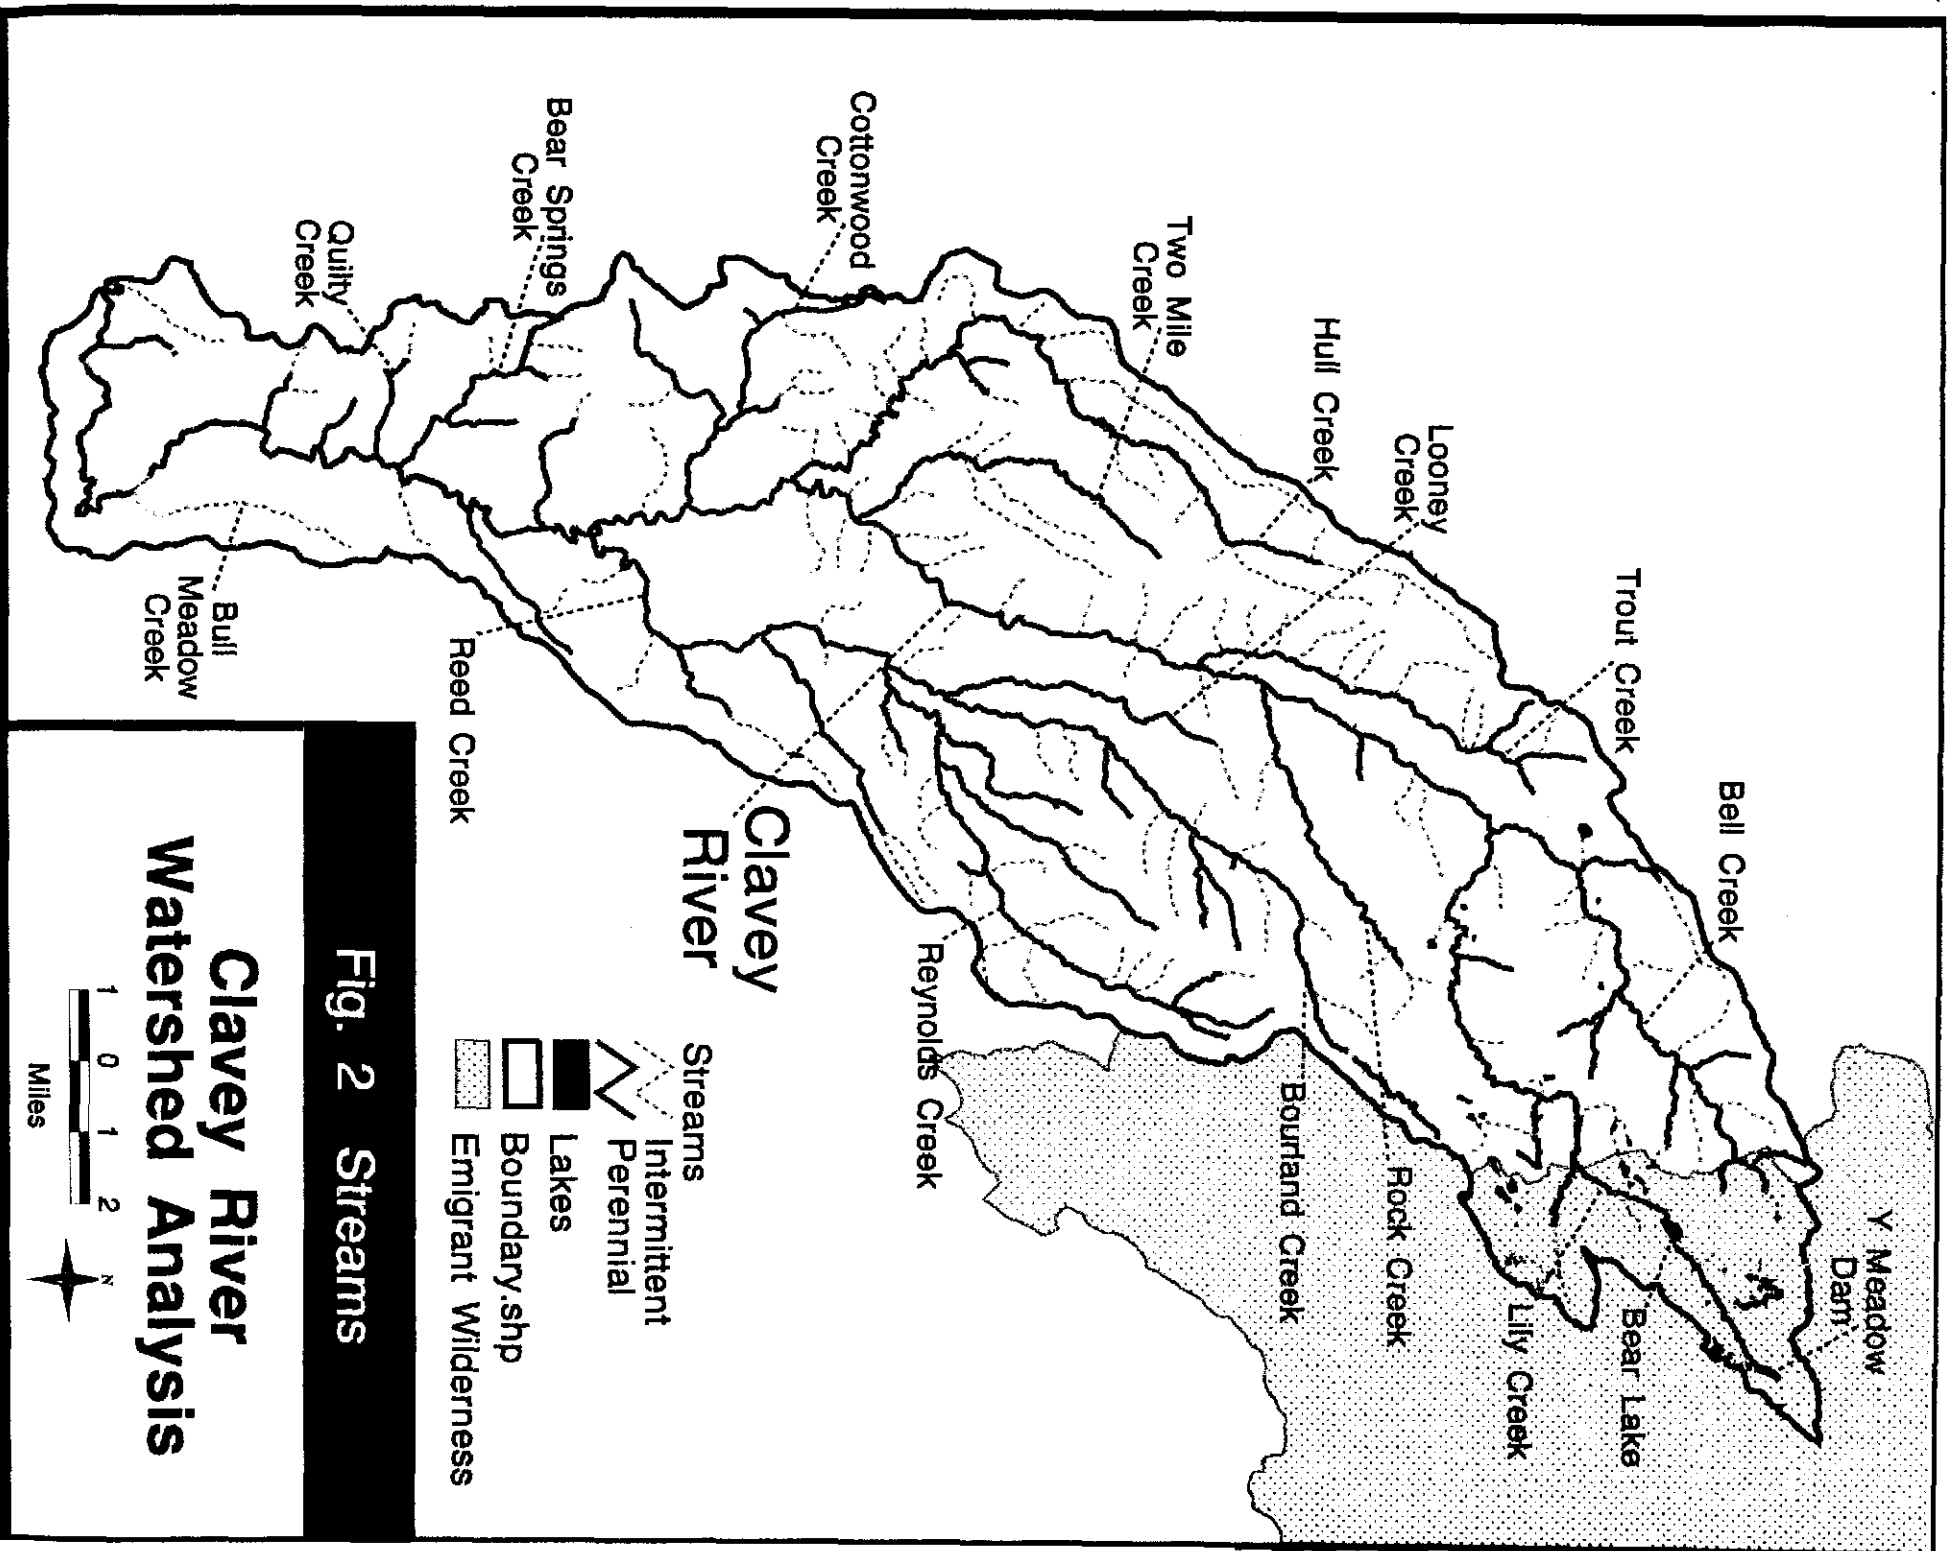 Y Meadow
Dam
Bell Creek
Bear Lake
Trout Creek
Lily Creek
Looney
Creek
Rock Creek
Hull Creek
Bourland Creek
Two Mile
Creek
Reynolds Creek
Cottonwood
Creek
Clavey
River
Bear Springs
Creek
Reed Creek
Quilty
Creek
Bull
Meadow
Creek
Streams
Intermittent
Perennial
Lakes
Boundary.shp
Emigrant Wilderness
Fig. 2 Streams
Clavey River
Watershed Analysis
1 0 1 2
Miles
N